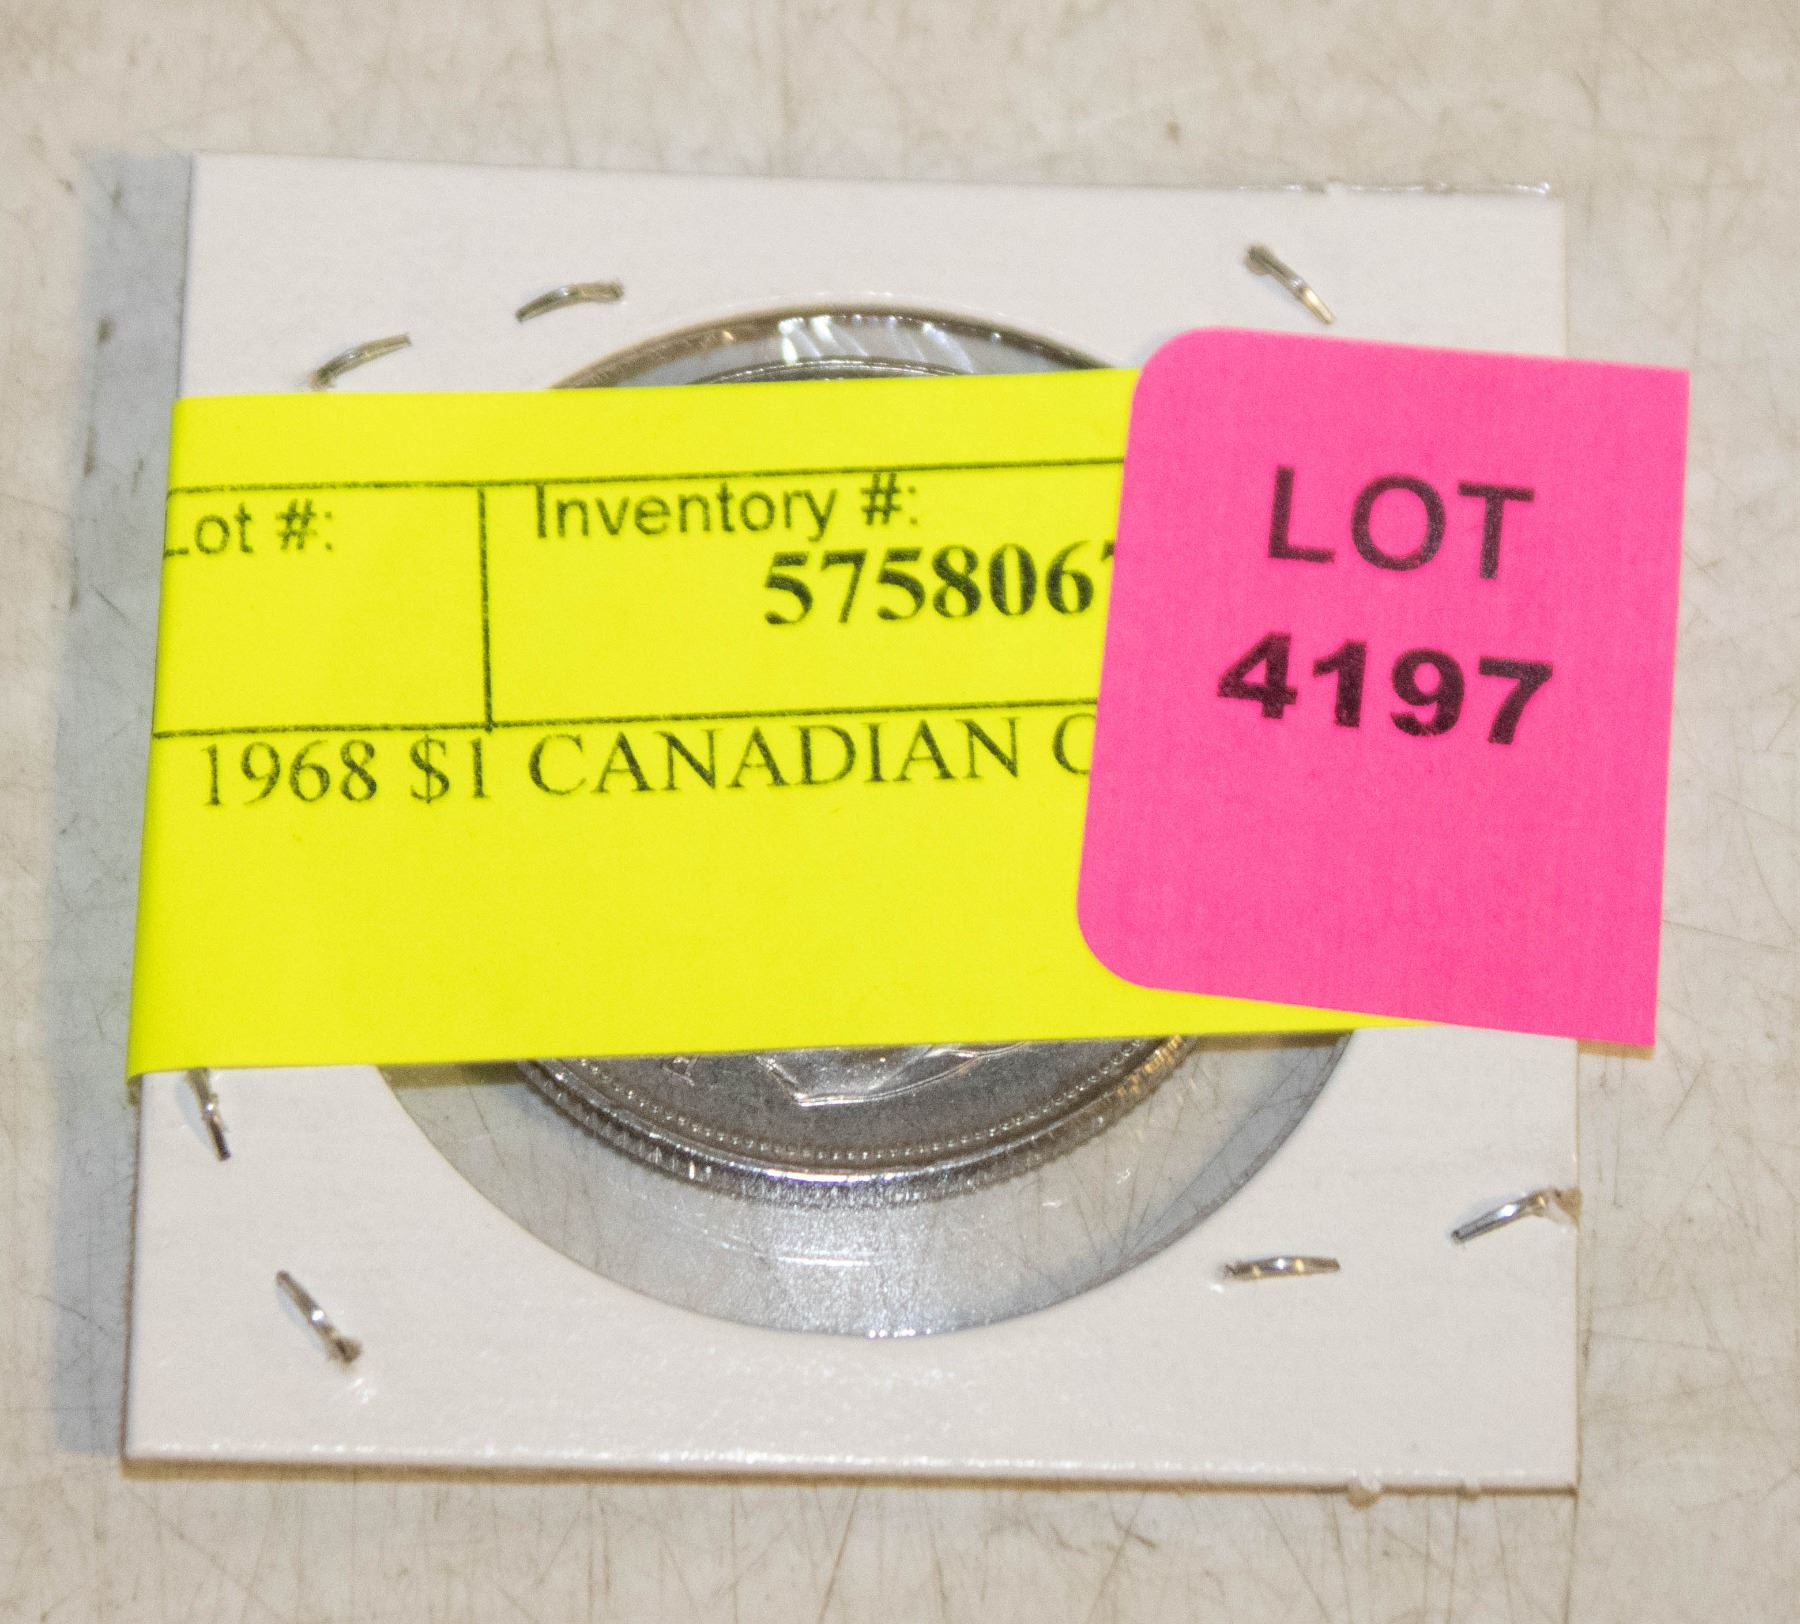 Lot #:
Inventory #:
575806
1968 $1 CANADIAN
LOT
4197